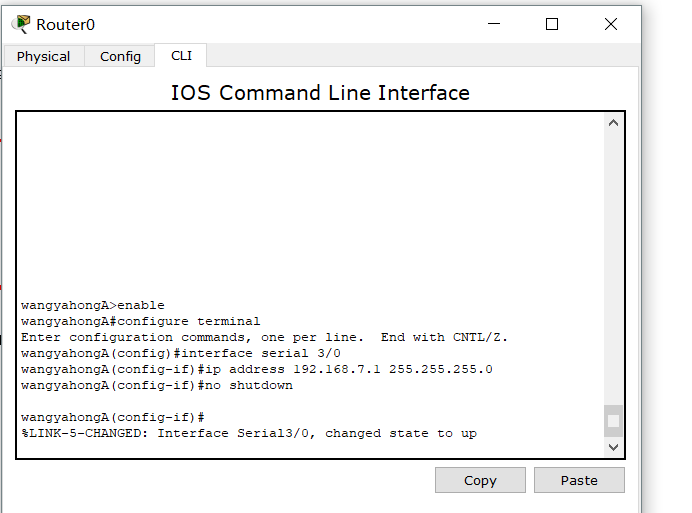 Router0
Physical Config CLI
IOS Command Line Interface
wangyahongA>enable
wangyahongA#configure terminal
Enter configuration commands, one per line.  End with CNTL/Z.
wangyahongA(config)#interface serial 3/0
wangyahongA(config-if)#ip address 192.168.7.1 255.255.255.0
wangyahongA(config-if)#no shutdown
wangyahongA(config-if)#
%LINK-5-CHANGED: Interface Serial3/0, changed state to up
Copy Paste